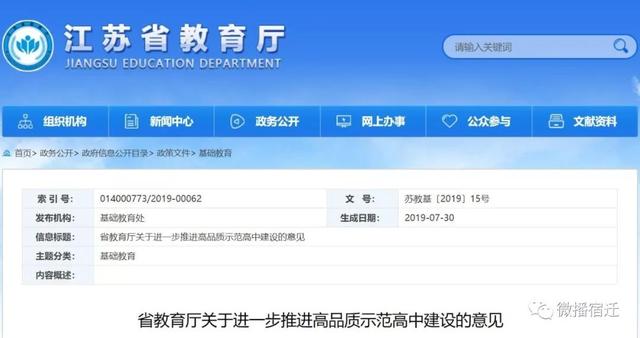 江苏省教育厅
JIANGSU EDUCATION DEPARTMENT
请输入关键词
组织机构 新闻中心 政务公开 网上办事 公众参与 文献资料
首页> 政务公开> 政府信息公开目录> 政策文件> 基础教育
索 引 号: 014000773/2019-00062 文 号: 苏教基〔2019〕15号
发布机构: 基础教育处 生成日期: 2019-07-30
信息标题: 省教育厅关于进一步推进高品质示范高中建设的意见
主题分类: 基础教育
内容概述:
省教育厅关于进一步推进高品质示范高中建设的意见
微播宿迁